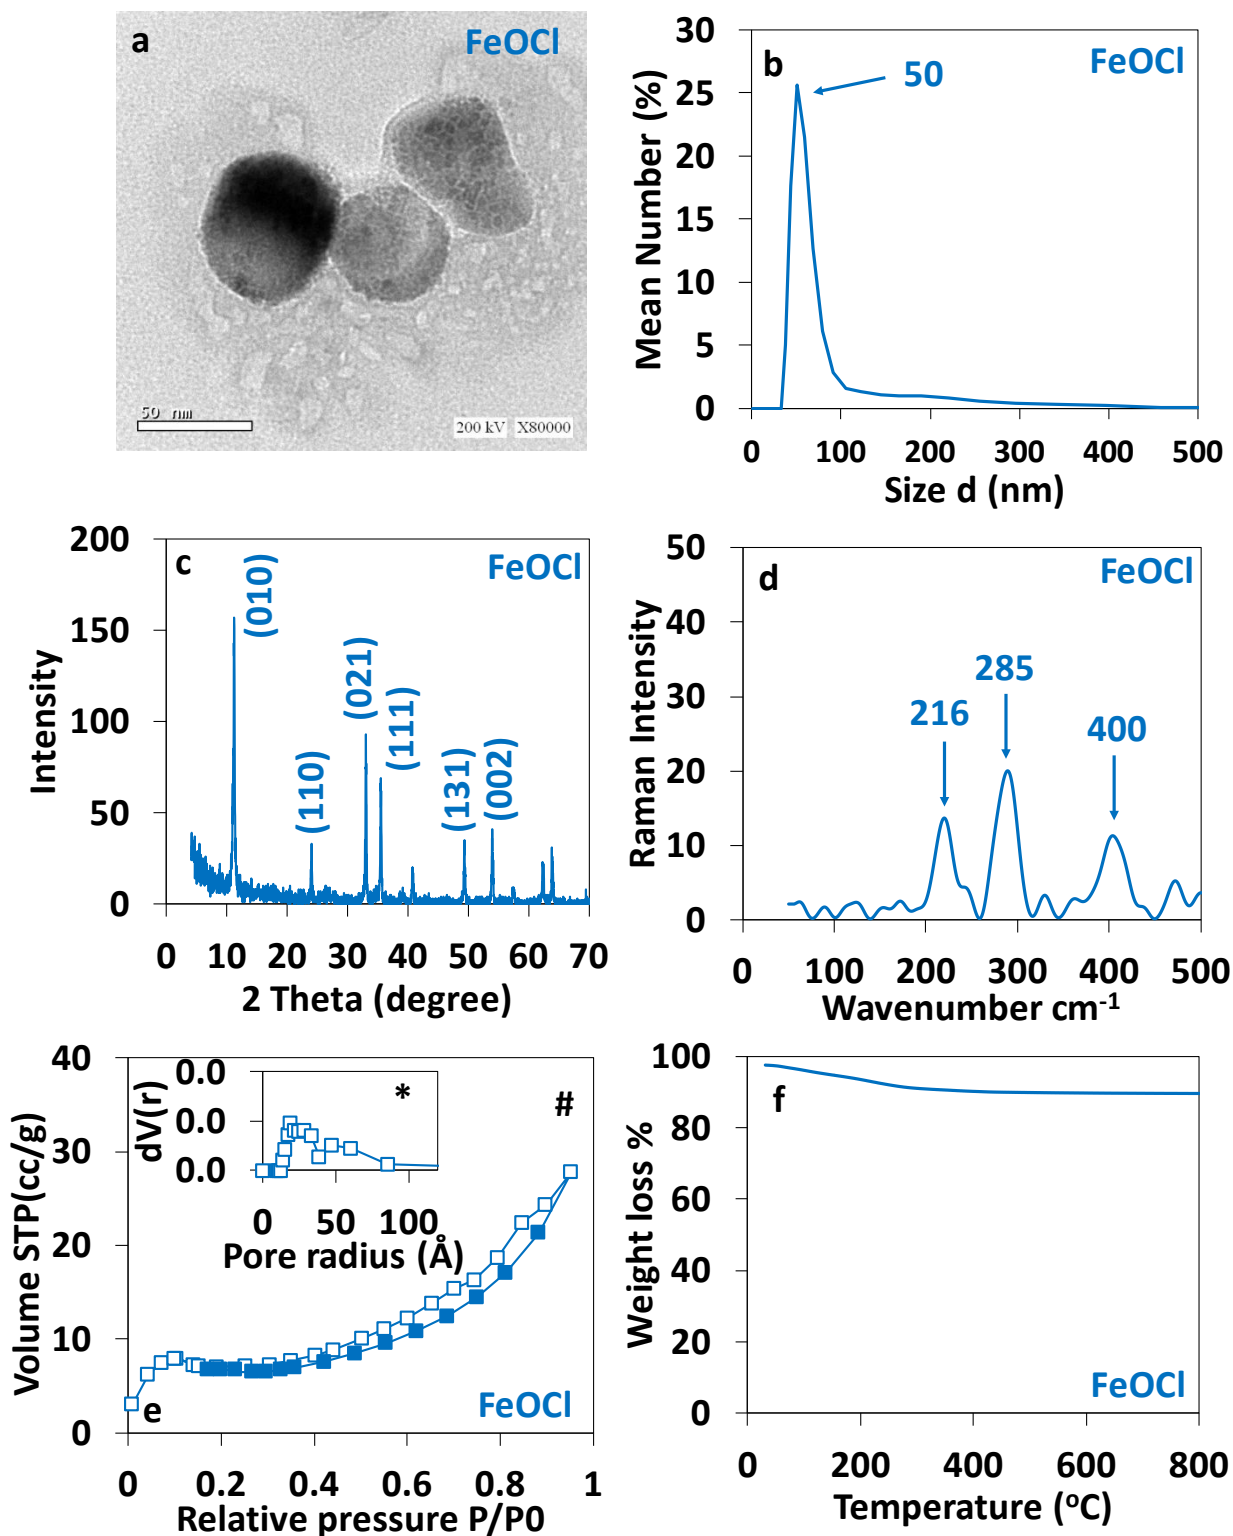 a
FeOCl
50 nm
200 kV X80000
b
FeOCl
50
30
25
20
15
10
5
0
0 100 200 300 400 500
Mean Number (%)
Size d (nm)
c
FeOCl
(010)
(110)
(021)
(111)
(131)
(002)
200
150
100
50
0
0 10 20 30 40 50 60 70
Intensity
2 Theta (degree)
d
FeOCl
216
285
400
50
40
30
20
10
0
0 100 200 300 400 500
Raman Intensity
Wavenumber cm⁻¹
e
FeOCl
#
*
0.0
0.0
0.0
dV(r)
0 50 100
Pore radius (Å)
40
30
20
10
0
0 0.2 0.4 0.6 0.8 1
Volume STP(cc/g)
Relative pressure P/P0
f
FeOCl
100
80
60
40
20
0
0 200 400 600 800
Weight loss %
Temperature (ᵒC)